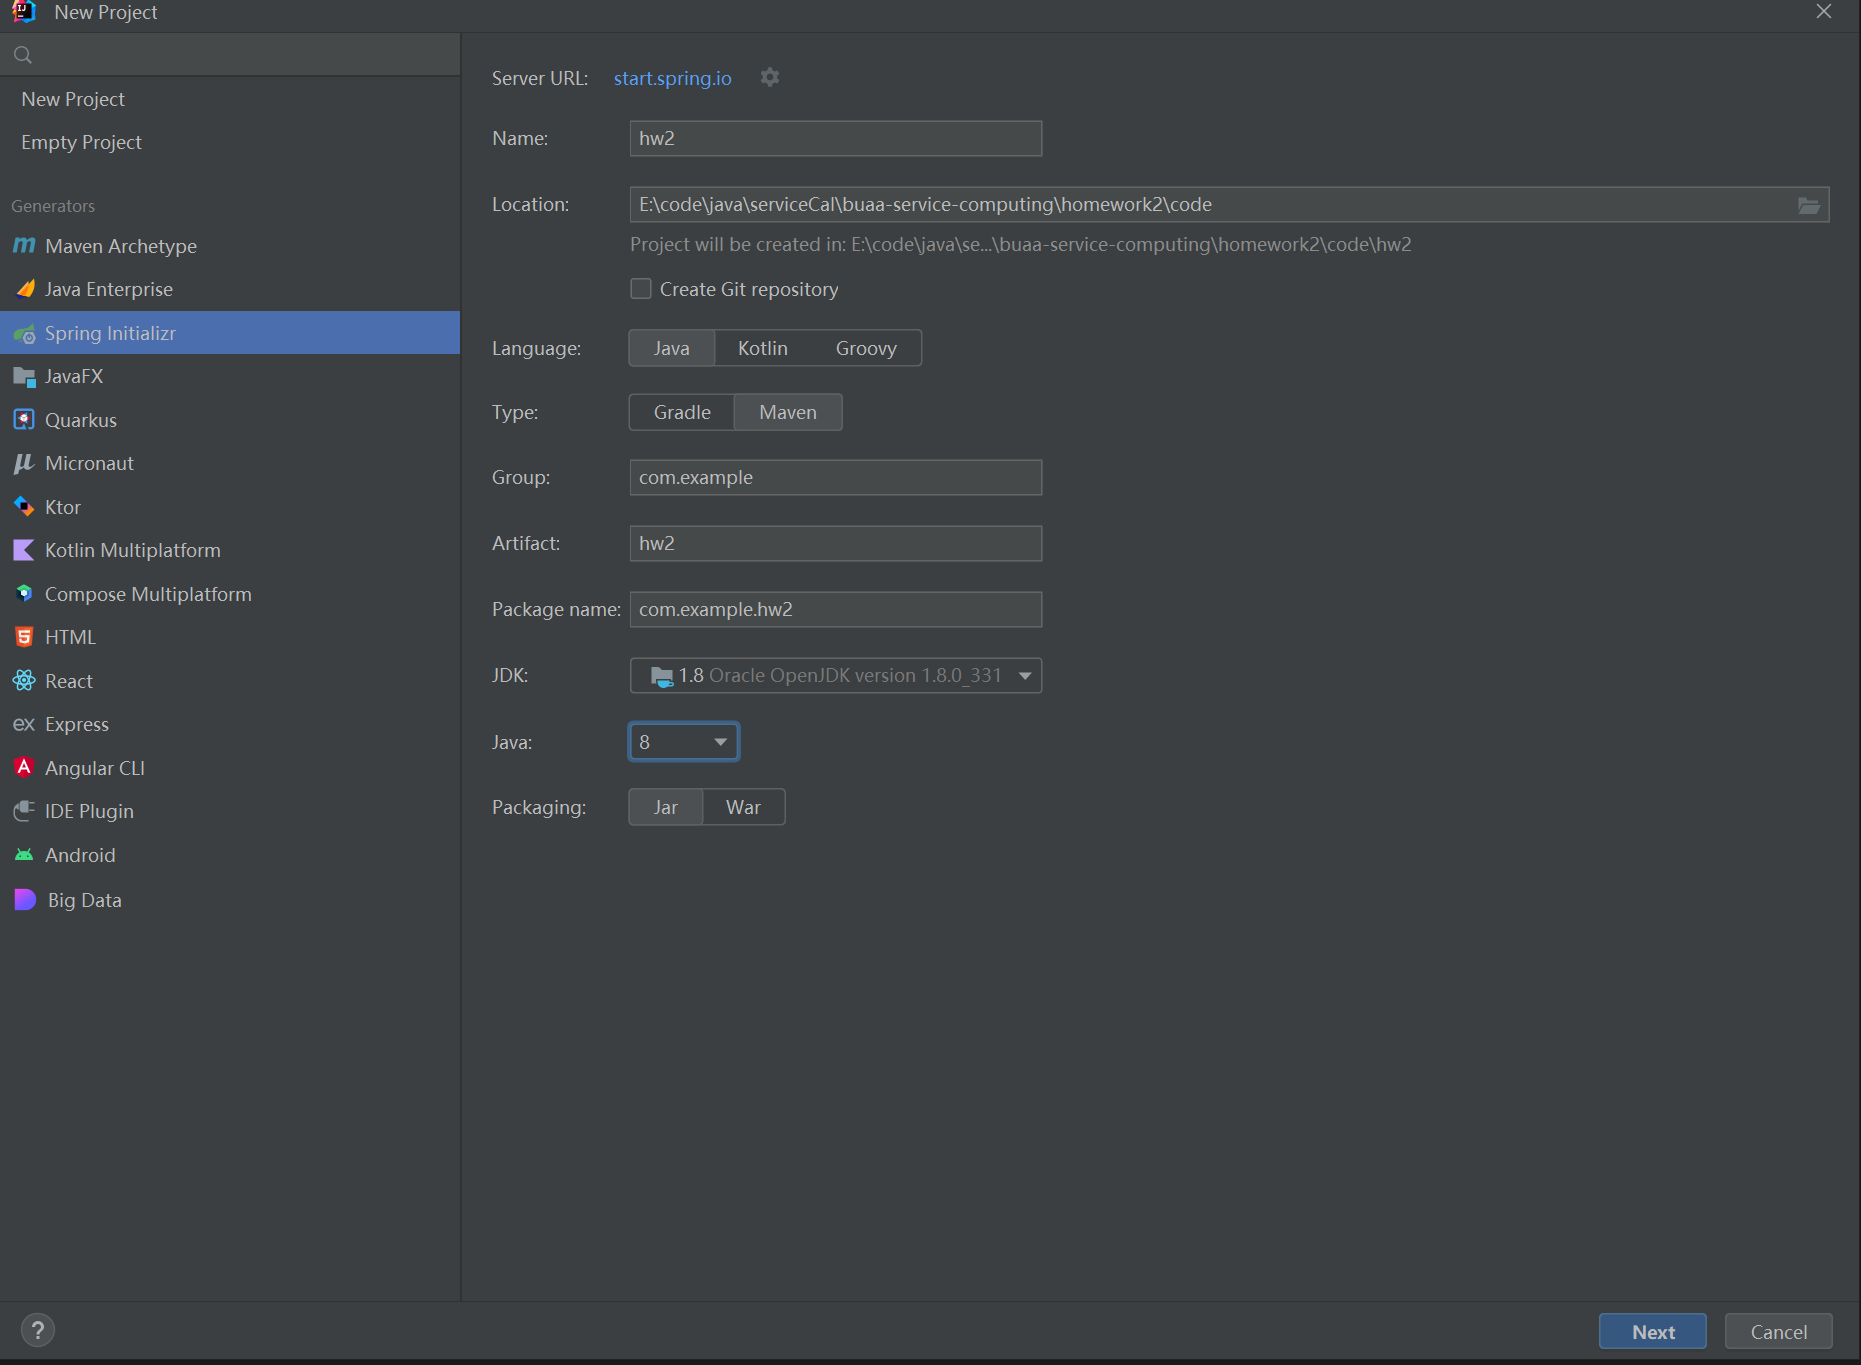 New Project
New Project
Empty Project
Generators
Maven Archetype
Java Enterprise
Spring Initializr
JavaFX
Quarkus
Micronaut
Ktor
Kotlin Multiplatform
Compose Multiplatform
HTML
React
ex Express
Angular CLI
IDE Plugin
Android
Big Data
Server URL: start.spring.io
Name: hw2
Location: E:\code\java\serviceCal\buaa-service-computing\homework2\code
Project will be created in: E:\code\java\se...\buaa-service-computing\homework2\code\hw2
Create Git repository
Language: Java Kotlin Groovy
Type: Gradle Maven
Group: com.example
Artifact: hw2
Package name: com.example.hw2
JDK: 1.8 Oracle OpenJDK version 1.8.0_331
Java: 8
Packaging: Jar War
? Next Cancel